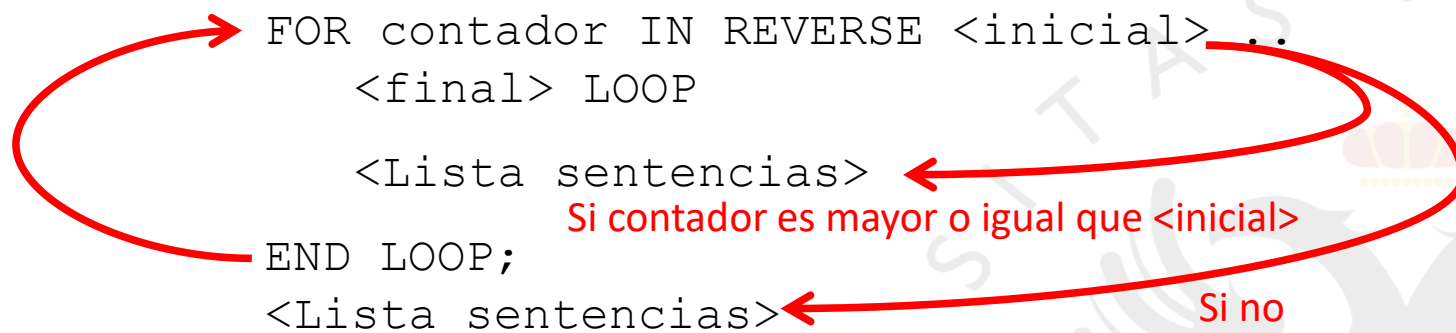 FOR contador IN REVERSE <inicial> ..
<final> LOOP
<Lista sentencias>
Si contador es mayor o igual que <inicial>
END LOOP;
<Lista sentencias>
Si no
S I T A S